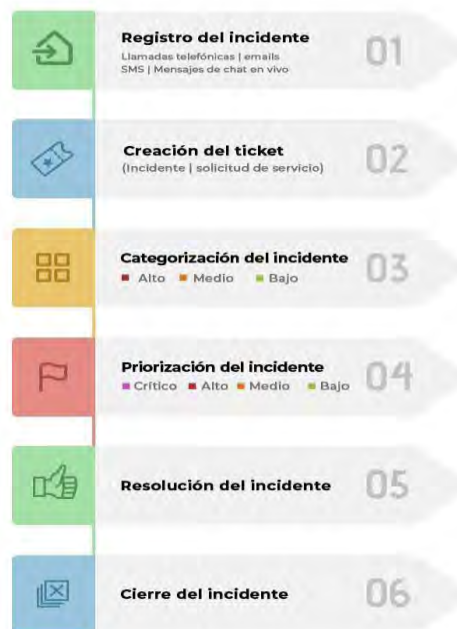 Registro del incidente
01
Llamadas telefónicas | emails
SMS | Mensajes de chat en vivo
Creación del ticket
02
(Incidente | solicitud de servicio)
Categorización del incidente
03
Alto Medio Bajo
Priorización del incidente
04
Crítico Alto Medio Bajo
Resolución del incidente
05
Cierre del incidente
06